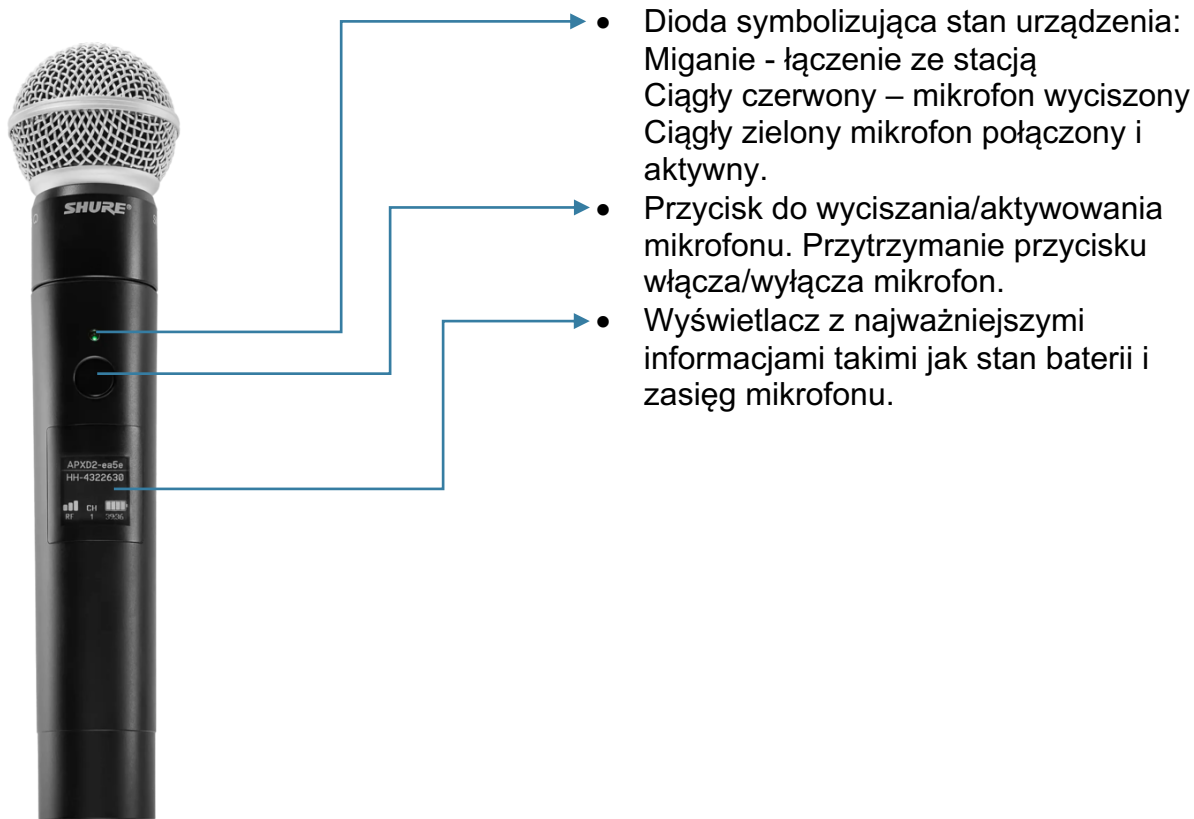 Dioda symbolizująca stan urządzenia:
Miganie - łączenie ze stacją
Ciągły czerwony – mikrofon wyciszony
Ciągły zielony mikrofon połączony i
aktywny.
Przycisk do wyciszania/aktywowania
mikrofonu. Przytrzymanie przycisku
włącza/wyłącza mikrofon.
Wyświetlacz z najważniejszymi
informacjami takimi jak stan baterii i
zasięg mikrofonu.
SHURE®
APXD2-ea5e
HH-4322630
CH
RF 1